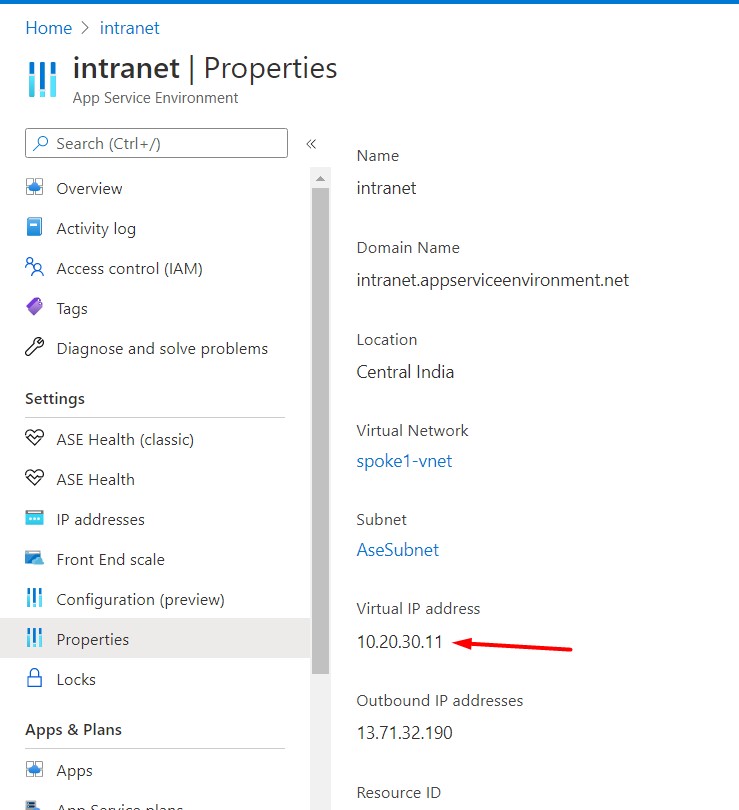 Home > intranet
intranet | Properties
App Service Environment
Search (Ctrl+/)
«
Overview
Activity log
Access control (IAM)
Tags
Diagnose and solve problems
Settings
ASE Health (classic)
ASE Health
IP addresses
Front End scale
Configuration (preview)
Properties
Locks
Apps & Plans
Apps
App Service plans
Name
intranet
Domain Name
intranet.appserviceenvironment.net
Location
Central India
Virtual Network
spoke1-vnet
Subnet
AseSubnet
Virtual IP address
10.20.30.11
Outbound IP addresses
13.71.32.190
Resource ID